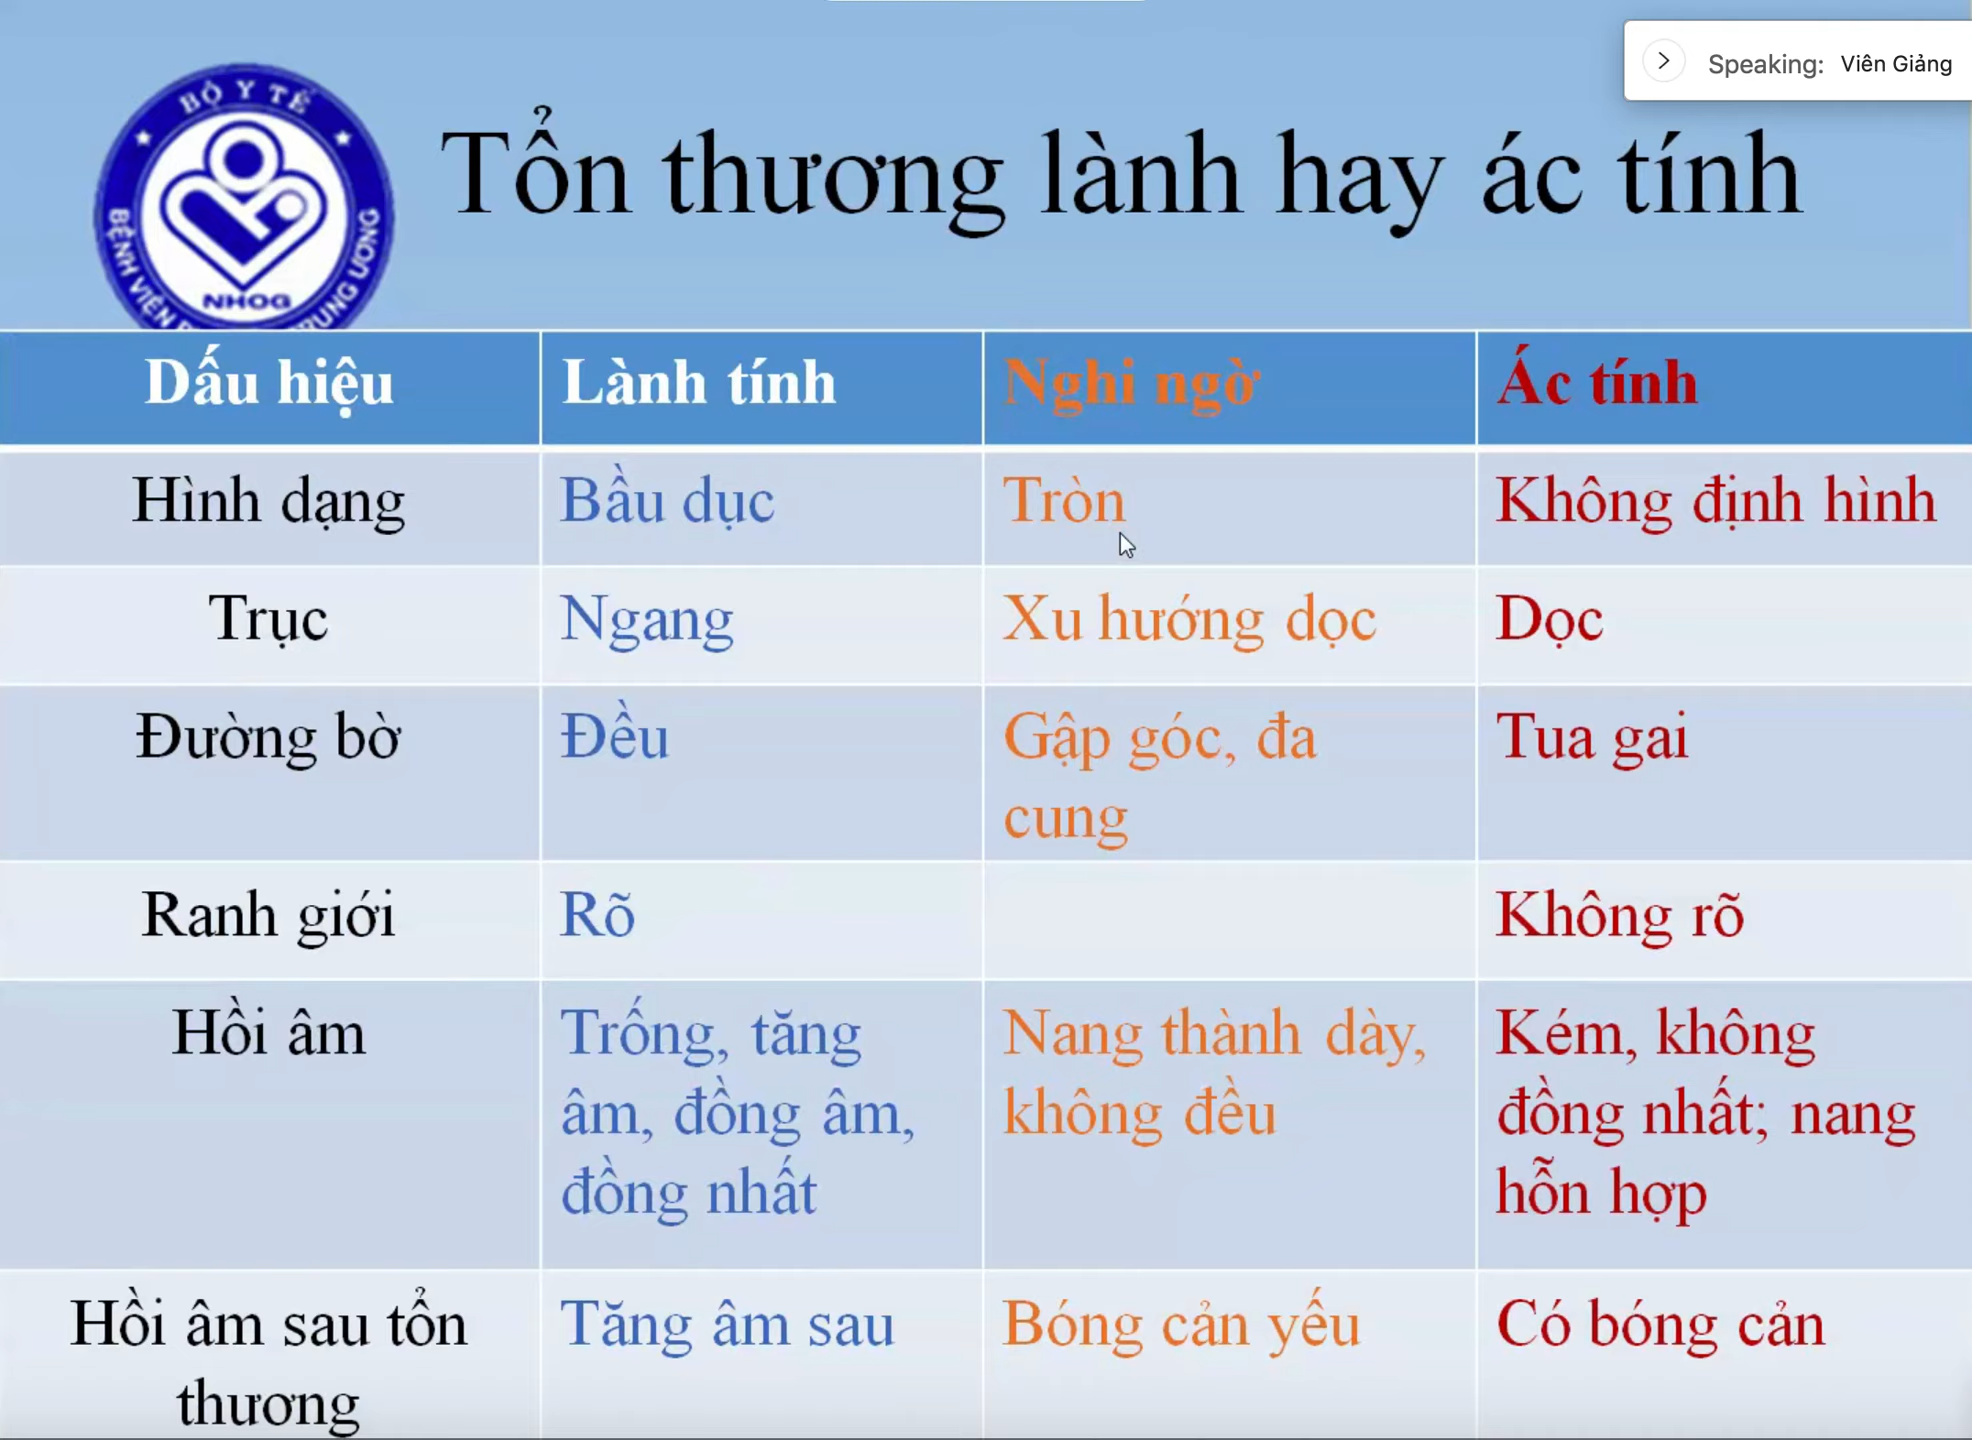 Speaking: Viên Giảng
BỘ Y TẾ
BỆNH VIỆN
TRUNG ƯƠNG
NHOG
Tổn thương lành hay ác tính
Dấu hiệu Lành tính Nghi ngờ Ác tính
Hình dạng Bầu dục Tròn Không định hình
Trục Ngang Xu hướng dọc Dọc
Đường bờ Đều Gập góc, đa Tua gai
cung
Ranh giới Rõ Không rõ
Hồi âm Trống, tăng Nang thành dày, Kém, không
âm, đồng âm, không đều đồng nhất; nang
đồng nhất hỗn hợp
Hồi âm sau tổn Tăng âm sau Bóng cản yếu Có bóng cản
thương